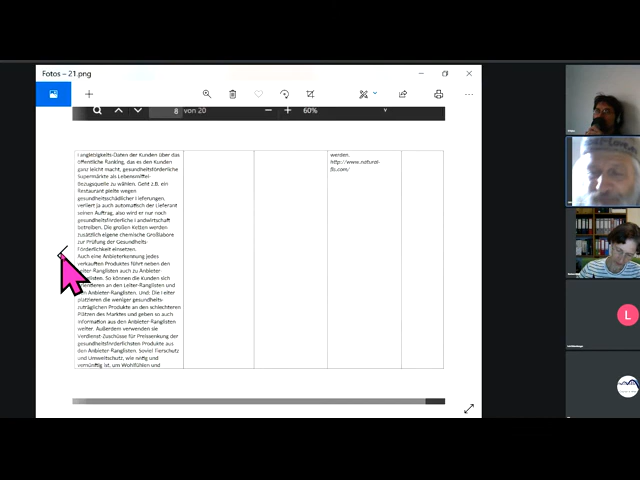 Fotos – 21.png
8 von 20
60%
Langlebigkeits-Daten der Kunden über das
öffentliche Ranking, das es den Kunden
ganz leicht macht, gesundheitsförderliche
Supermärkte als Lebensmittel-
Bezugsquelle zu wählen. Geht z.B. ein
Restaurant pleite wegen
gesundheitsschädlicher Lieferungen,
verliert ja auch automatisch der Lieferant
seinen Auftrag, also wird er nur noch
gesundheitsförderliche Landwirtschaft
betreiben. Die großen Ketten werden
zusätzlich eigene chemische Großlabore
zur Prüfung der Gesundheits-
Förderlichkeit einsetzen.
Auch eine Anbieterkennung jedes
verkauften Produktes führt neben den
Leiter-Ranglisten auch zu Anbieter-
Ranglisten. So können die Kunden sich
orientieren an den Leiter-Ranglisten und
den Anbieter-Ranglisten. Und: Die Leiter
platzieren die weniger gesundheits-
zuträglichen Produkte an den schlechteren
Plätzen des Marktes und geben so auch
Information aus den Anbieter-Ranglisten
weiter. Außerdem verwenden sie
Verdienst-Zuschüsse für Preissenkung der
gesundheitsförderlichsten Produkte aus
den Anbieter-Ranglisten. Soviel Tierschutz
und Umweltschutz, wie nötig und
vernünftig ist, um Wohlfühlen und
werden.
http://www.natural-
fls.com/
L